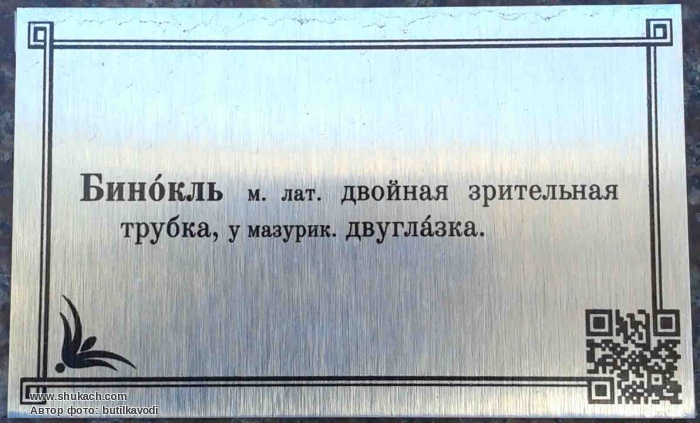 Бино́кль м. лат. двойная зрительная
трубка, у мазурик. двугла́зка.
www.shukach.com
Автор фото: butilkavodi